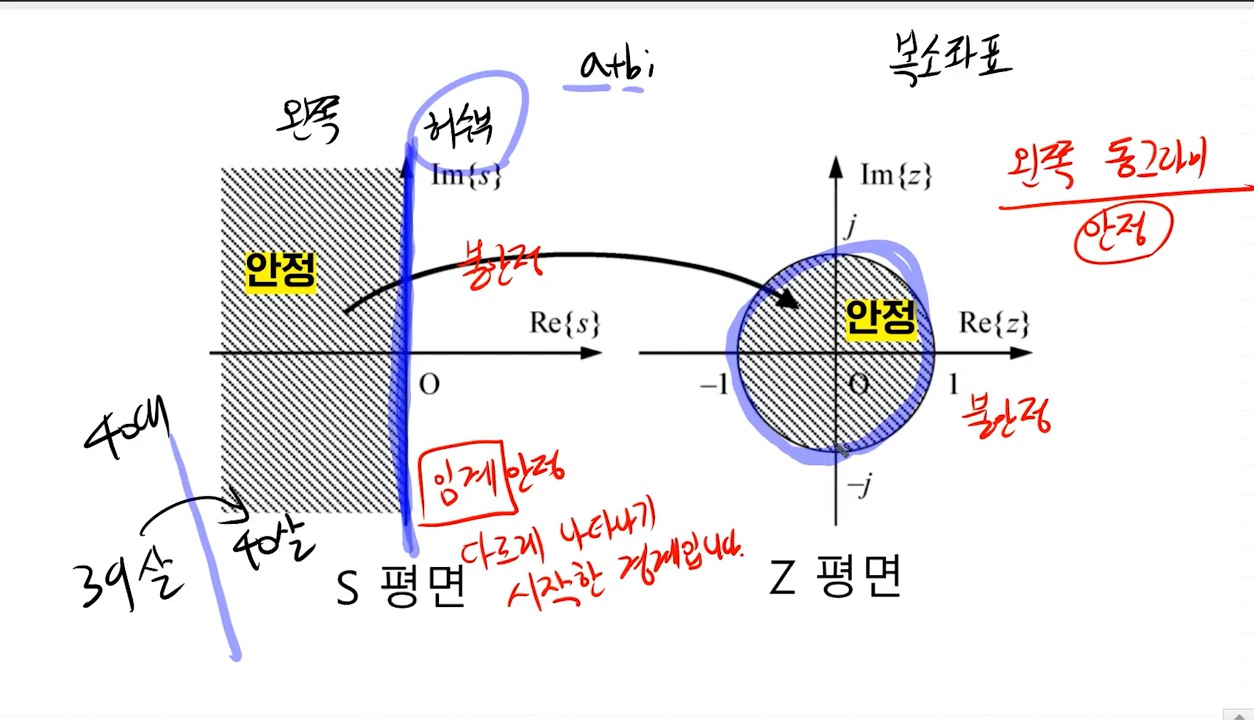 a+bi
복소좌표
왼쪽
허수축
Im{s}
Im{z}
왼쪽 동그라미
안정
j
안정
불안정
안정
Re{s}
Re{z}
O
-1
O
1
불안정
40대
임계안정
-j
39살
40살
다르게 나타나기
시작한 경계입니다.
S 평면
Z 평면